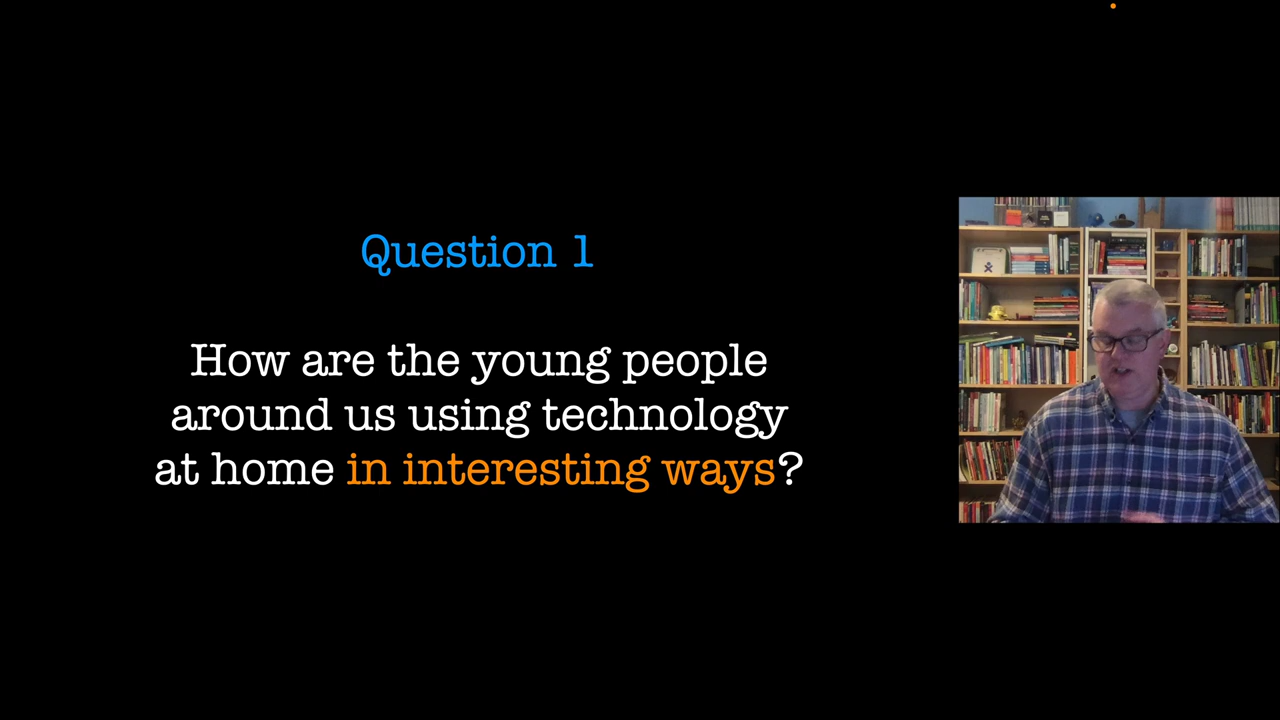 Question 1
How are the young people
around us using technology
at home in interesting ways?